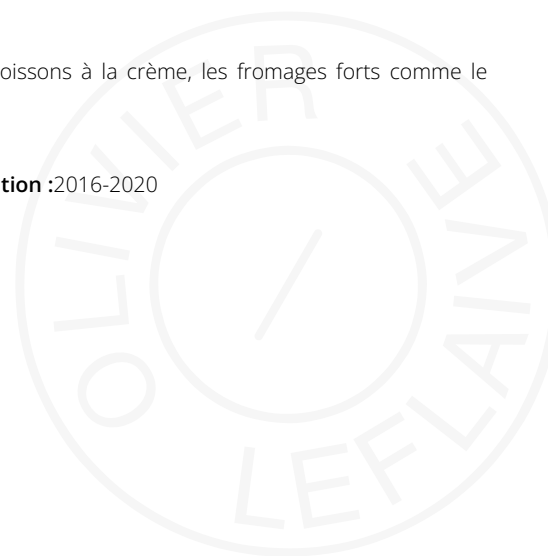 oissons à la crème, les fromages forts comme le
tion :2016-2020
OLIVIER LEFLAIVE